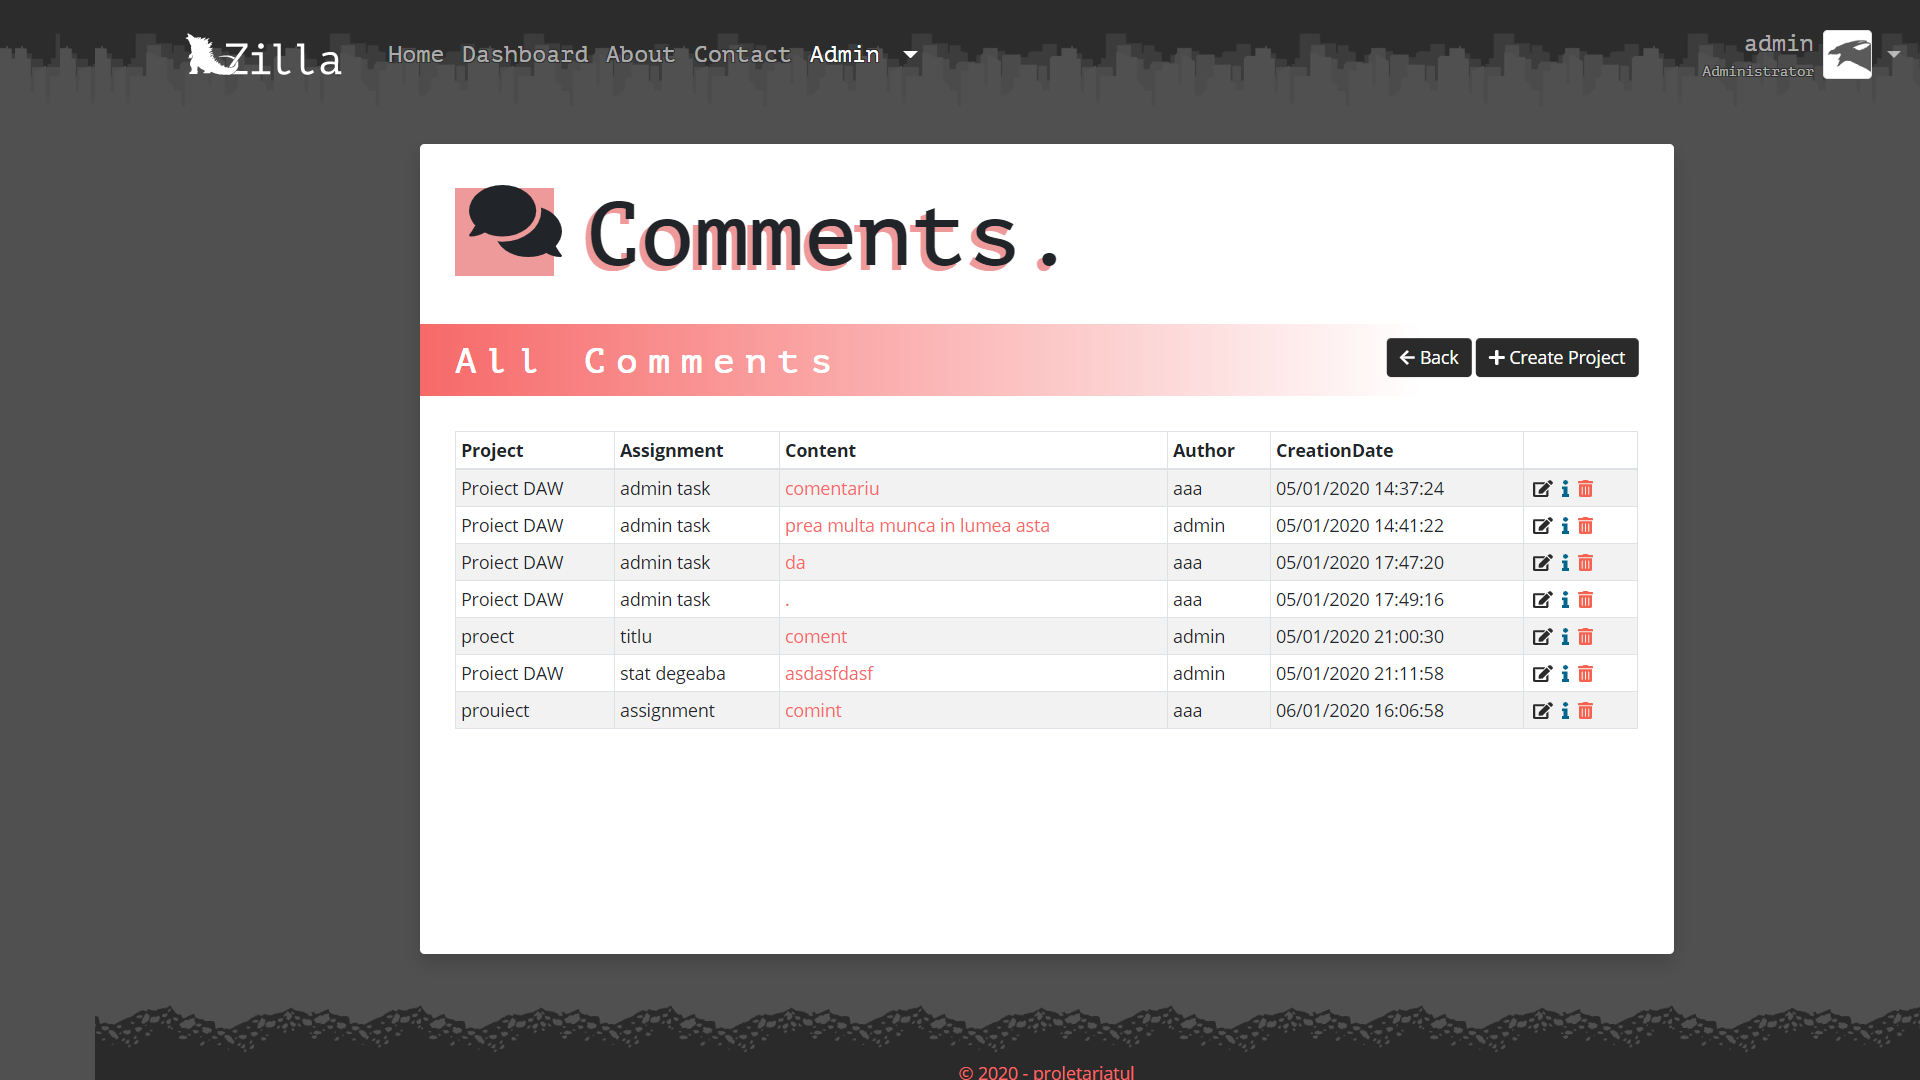 Zilla Home Dashboard About Contact Admin
admin
Administrator
Comments.
All Comments
Back Create Project
Project Assignment Content Author CreationDate
Proiect DAW admin task comentariu aaa 05/01/2020 14:37:24
Proiect DAW admin task prea multa munca in lumea asta admin 05/01/2020 14:41:22
Proiect DAW admin task da aaa 05/01/2020 17:47:20
Proiect DAW admin task . aaa 05/01/2020 17:49:16
proect titlu coment admin 05/01/2020 21:00:30
Proiect DAW stat degeaba asdasfdasf admin 05/01/2020 21:11:58
prouiect assignment comint aaa 06/01/2020 16:06:58
© 2020 - proletariatul